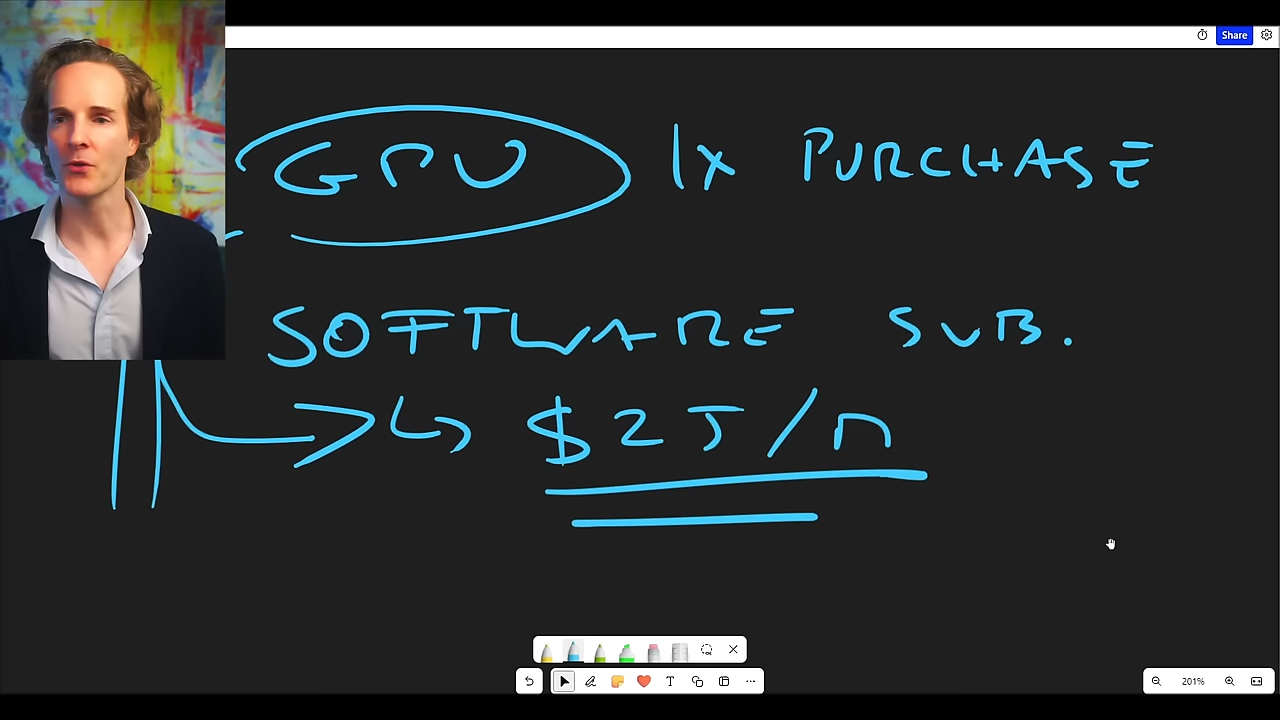 Share
GPU 1x PURCHASE
SOFTWARE SUB.
$25/M
T
201%